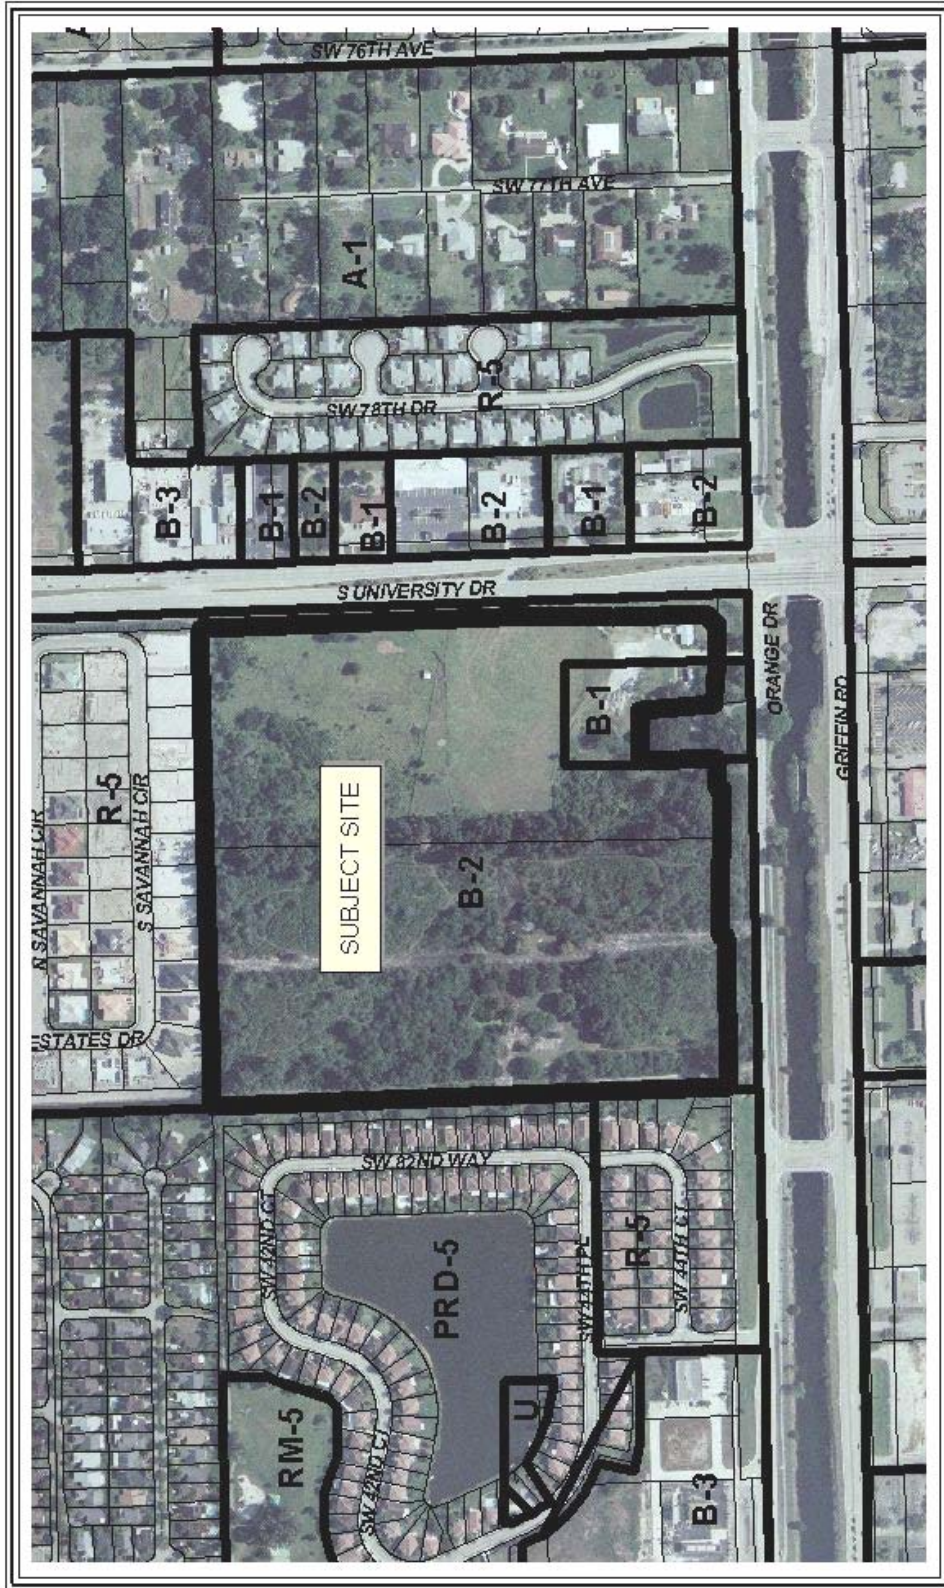 SW 76TH AVE
SW 77TH AVE
A-1
SW 78TH DR
R-5
B-3
B-1
B-2
B-1
B-2
B-1
B-2
S UNIVERSITY DR
ORANGE DR
GRIFFIN RD
B-1
N SAVANNAH CIR
R-5
S SAVANNAH CIR
ESTATES DR
SUBJECT SITE
B-2
SW 82ND WAY
SW 42ND CT
PRD-5
SW 44TH PL
R-5
SW 44TH CT
RM-5
SW 42ND CT
U
B-3